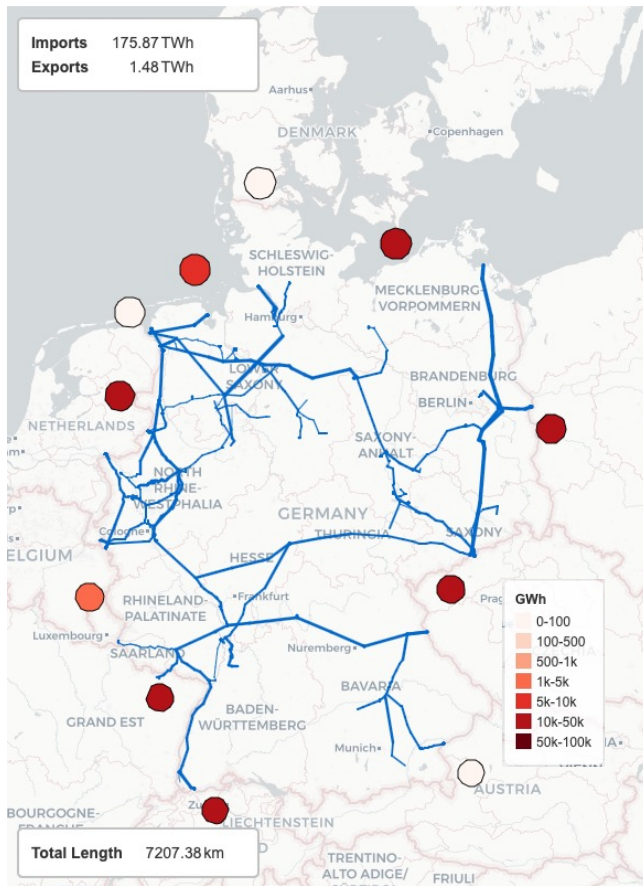 Imports 175.87 TWh
Exports 1.48 TWh
Aarhus
DENMARK
Copenhagen
SCHLESWIG-
HOLSTEIN
MECKLENBURG-
VORPOMMERN
Hamburg
LOWER
SAXONY
BRANDENBURG
BERLIN
NETHERLANDS
SAXONY-
ANHALT
NORTH
RHINE-
WESTPHALIA
GERMANY
Cologne
THURINGIA
SAXONY
BELGIUM
HESSE
Frankfurt
RHINELAND-
PALATINATE
Luxembourg
SAARLAND
Nuremberg
GRAND EST
BAVARIA
BADEN-
WÜRTTEMBERG
Munich
GWh
0-100
100-500
500-1k
1k-5k
5k-10k
10k-50k
50k-100k
AUSTRIA
BOURGOGNE-
LIECHTENSTEIN
Total Length 7207.38 km
TRENTINO-
ALTO ADIGE/
FRIULI